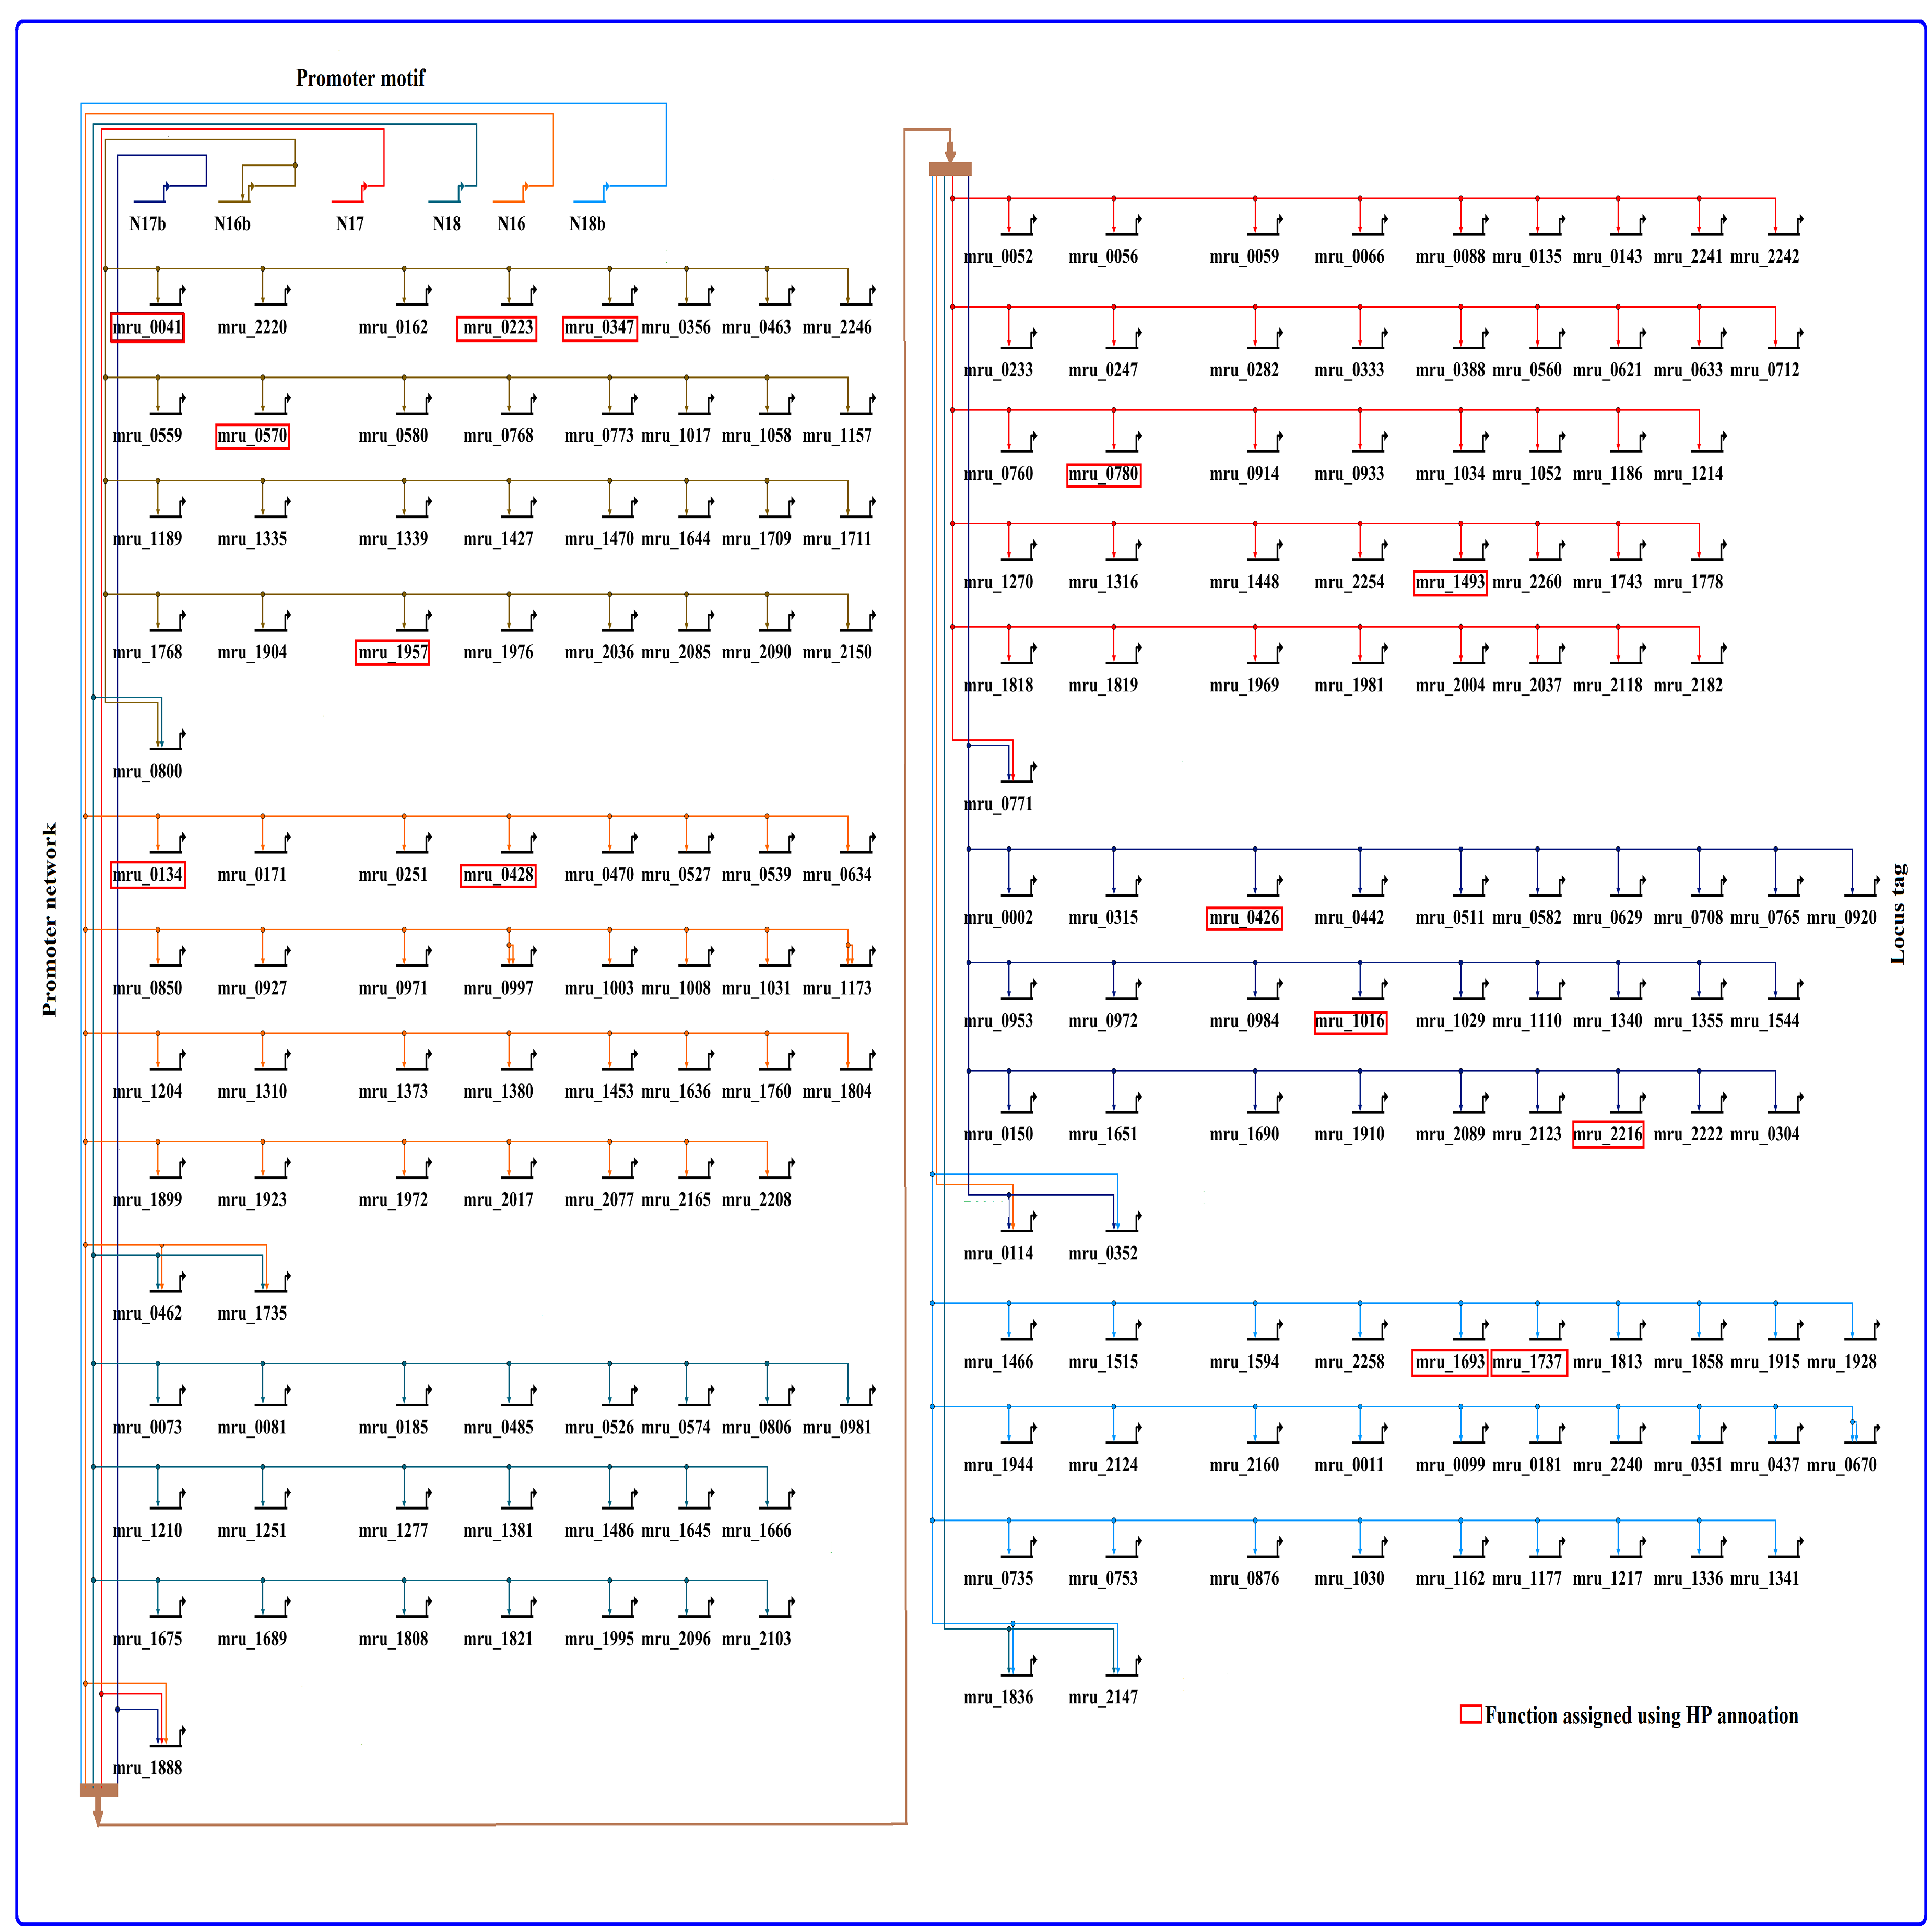 Promoter motif
N17b N16b N17 N18 N16 N18b
mru_0041 mru_2220 mru_0162 mru_0223 mru_0347 mru_0356 mru_0463 mru_2246
mru_0559 mru_0570 mru_0580 mru_0768 mru_0773 mru_1017 mru_1058 mru_1157
mru_1189 mru_1335 mru_1339 mru_1427 mru_1470 mru_1644 mru_1709 mru_1711
mru_1768 mru_1904 mru_1957 mru_1976 mru_2036 mru_2085 mru_2090 mru_2150
mru_0800
mru_0134 mru_0171 mru_0251 mru_0428 mru_0470 mru_0527 mru_0539 mru_0634
mru_0850 mru_0927 mru_0971 mru_0997 mru_1003 mru_1008 mru_1031 mru_1173
mru_1204 mru_1310 mru_1373 mru_1380 mru_1453 mru_1636 mru_1760 mru_1804
mru_1899 mru_1923 mru_1972 mru_2017 mru_2077 mru_2165 mru_2208
mru_0462 mru_1735
mru_0073 mru_0081 mru_0185 mru_0485 mru_0526 mru_0574 mru_0806 mru_0981
mru_1210 mru_1251 mru_1277 mru_1381 mru_1486 mru_1645 mru_1666
mru_1675 mru_1689 mru_1808 mru_1821 mru_1995 mru_2096 mru_2103
mru_1888
Promoter network
mru_0052 mru_0056 mru_0059 mru_0066 mru_0088 mru_0135 mru_0143 mru_2241 mru_2242
mru_0233 mru_0247 mru_0282 mru_0333 mru_0388 mru_0560 mru_0621 mru_0633 mru_0712
mru_0760 mru_0780 mru_0914 mru_0933 mru_1034 mru_1052 mru_1186 mru_1214
mru_1270 mru_1316 mru_1448 mru_2254 mru_1493 mru_2260 mru_1743 mru_1778
mru_1818 mru_1819 mru_1969 mru_1981 mru_2004 mru_2037 mru_2118 mru_2182
mru_0771
mru_0002 mru_0315 mru_0426 mru_0442 mru_0511 mru_0582 mru_0629 mru_0708 mru_0765 mru_0920
mru_0953 mru_0972 mru_0984 mru_1016 mru_1029 mru_1110 mru_1340 mru_1355 mru_1544
mru_0150 mru_1651 mru_1690 mru_1910 mru_2089 mru_2123 mru_2216 mru_2222 mru_0304
mru_0114 mru_0352
mru_1466 mru_1515 mru_1594 mru_2258 mru_1693 mru_1737 mru_1813 mru_1858 mru_1915 mru_1928
mru_1944 mru_2124 mru_2160 mru_0011 mru_0099 mru_0181 mru_2240 mru_0351 mru_0437 mru_0670
mru_0735 mru_0753 mru_0876 mru_1030 mru_1162 mru_1177 mru_1217 mru_1336 mru_1341
mru_1836 mru_2147
Locus tag
Function assigned using HP annoation